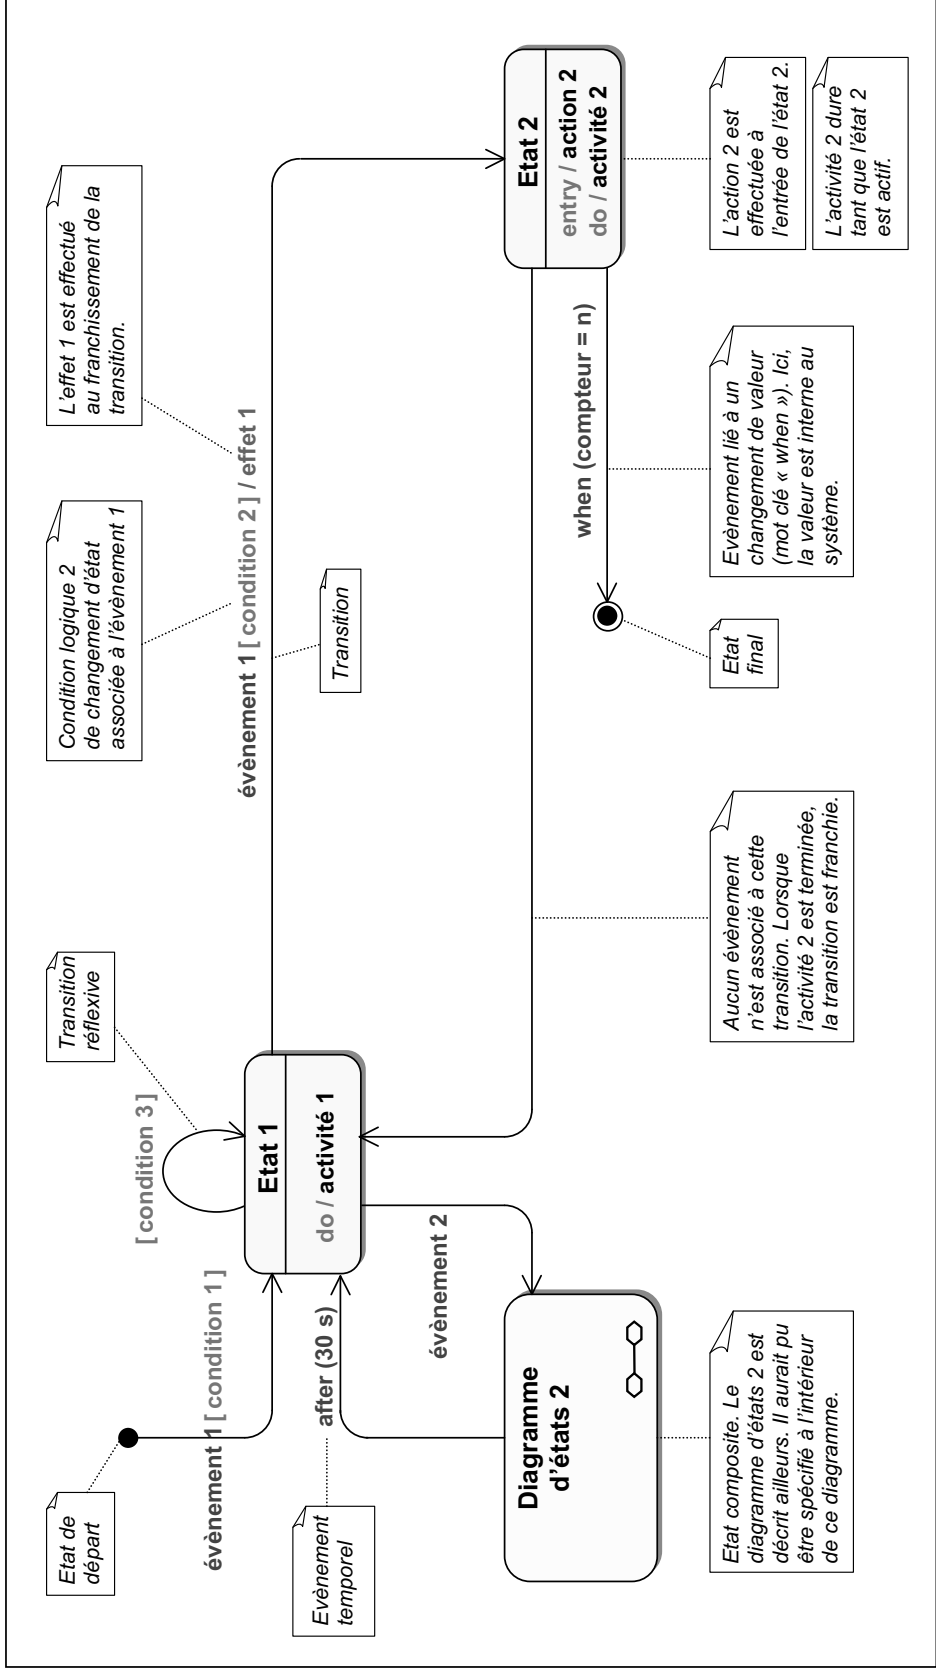 Etat de
départ
évènement 1 [ condition 1 ]
[ condition 3 ]
Transition
réflexive
Condition logique 2
de changement d'état
associée à l'évènement 1
L'effet 1 est effectué
au franchissement de la
transition.
évènement 1 [ condition 2 ] / effet 1
Transition
Etat 1
do / activité 1
Etat 2
entry / action 2
do / activité 2
Evènement
temporel
after (30 s)
évènement 2
when (compteur = n)
Diagramme
d'états 2
Etat composite. Le
diagramme d'états 2 est
décrit ailleurs. Il aurait pu
être spécifié à l'intérieur
de ce diagramme.
Aucun évènement
n'est associé à cette
transition. Lorsque
l'activité 2 est terminée,
la transition est franchie.
Etat
final
Evènement lié à un
changement de valeur
(mot clé « when »). Ici,
la valeur est interne au
système.
L'action 2 est
effectuée à
l'entrée de l'état 2.
L'activité 2 dure
tant que l'état 2
est actif.